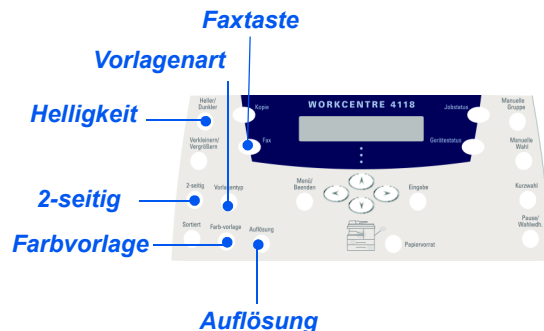 Faxtaste
Vorlagenart
Helligkeit
2-seitig
Farbvorlage
Auflösung
Heller/
Dunkler
Kopie
WORKCENTRE 4118
Jobstatus
Manuelle
Gruppe
Verkleinern/
Vergrößern
Fax
Gerätestatus
Manuelle
Wahl
2-seitig
Vorlagentyp
Menü/
Beenden
Eingabe
Kurzwahl
Sortiert
Farb-vorlage
Auflösung
Papiervorrat
Pause/
Wahlwdh.